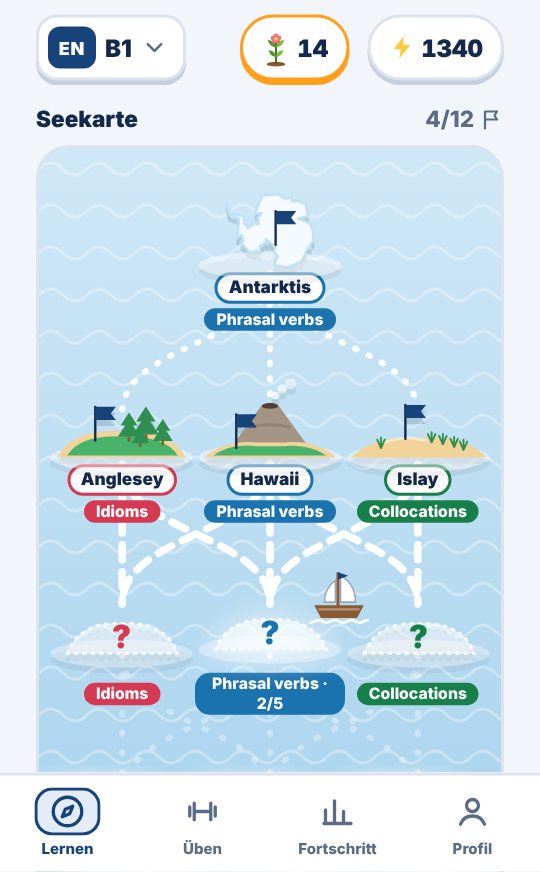 EN B1 14 1340
Seekarte 4/12
Antarktis
Phrasal verbs
Anglesey Hawaii Islay
Idioms Phrasal verbs Collocations
? ? ?
Idioms Phrasal verbs · Collocations
2/5
Lernen Üben Fortschritt Profil